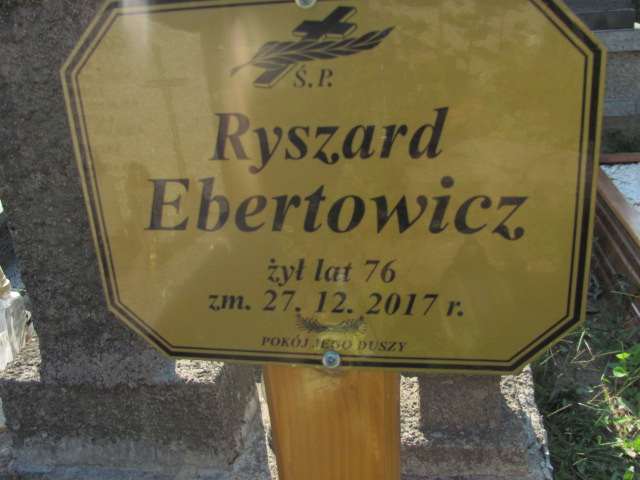 Ś.P.
Ryszard
Ebertowicz
żył lat 76
zm. 27. 12. 2017 r.
POKÓJ JEGO DUSZY